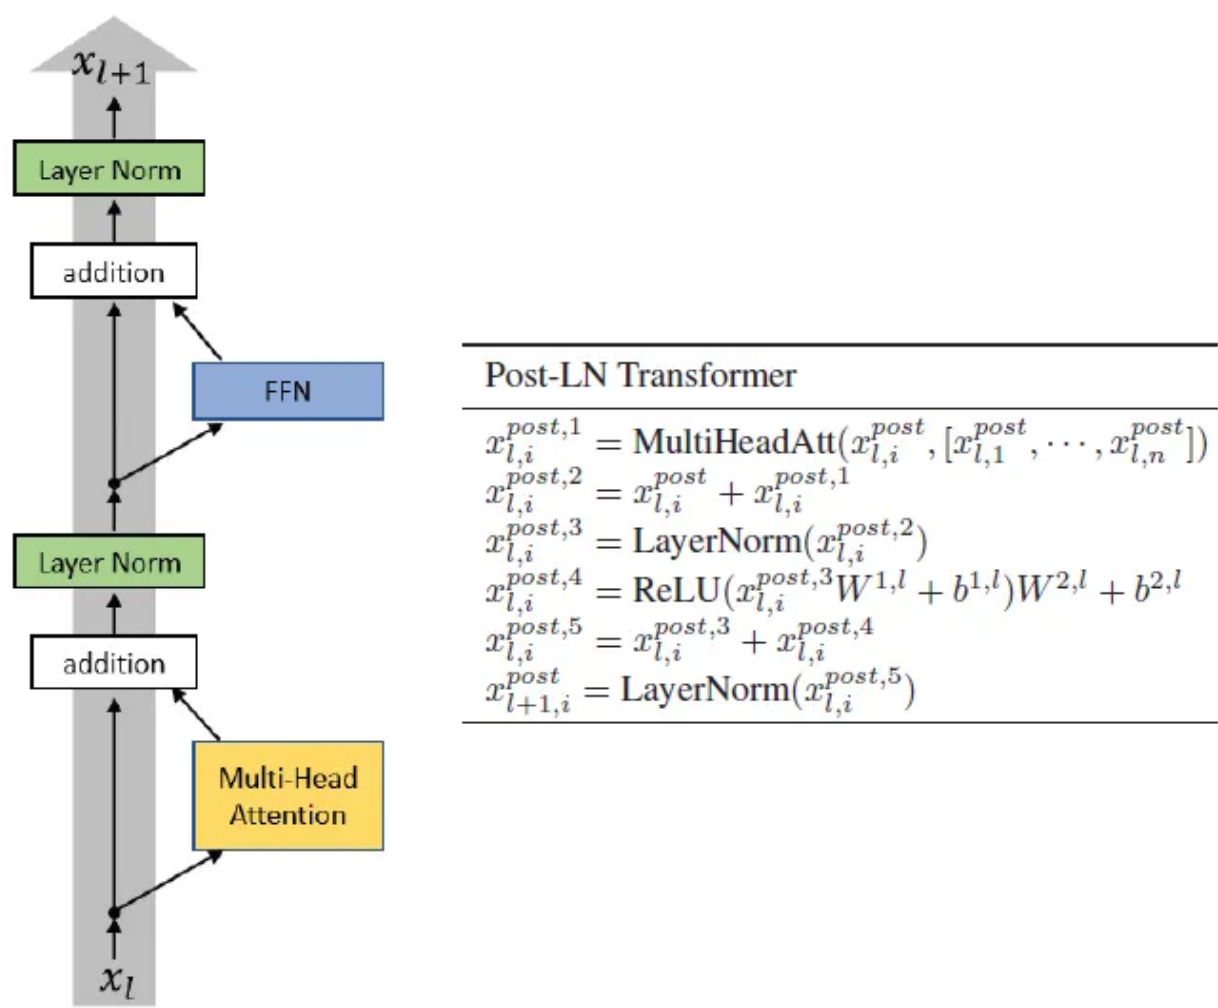 x_{l+1}
Layer Norm
addition
FFN
Layer Norm
addition
Multi-Head
Attention
x_l
Post-LN Transformer
x_{l,i}^{post,1} = MultiHeadAtt(x_{l,i}^{post}, [x_{l,1}^{post}, ⋯, x_{l,n}^{post}])
x_{l,i}^{post,2} = x_{l,i}^{post} + x_{l,i}^{post,1}
x_{l,i}^{post,3} = LayerNorm(x_{l,i}^{post,2})
x_{l,i}^{post,4} = ReLU(x_{l,i}^{post,3}W^{1,l} + b^{1,l})W^{2,l} + b^{2,l}
x_{l,i}^{post,5} = x_{l,i}^{post,3} + x_{l,i}^{post,4}
x_{l+1,i}^{post} = LayerNorm(x_{l,i}^{post,5})